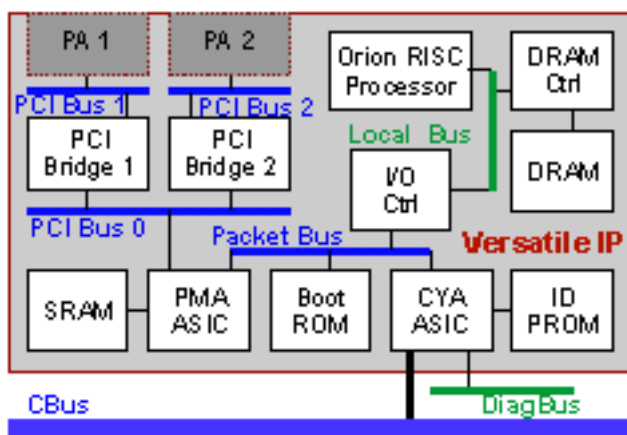 PA 1
PA 2
Orion RISC
Processor
DRAM
Ctrl
PCI Bus 1
PCI Bus 2
PCI
Bridge 1
PCI
Bridge 2
Local Bus
I/O
Ctrl
DRAM
PCI Bus 0
Packet Bus
Versatile IP
SRAM
PMA
ASIC
Boot
ROM
CYA
ASIC
ID
PROM
CBus
DiagBus